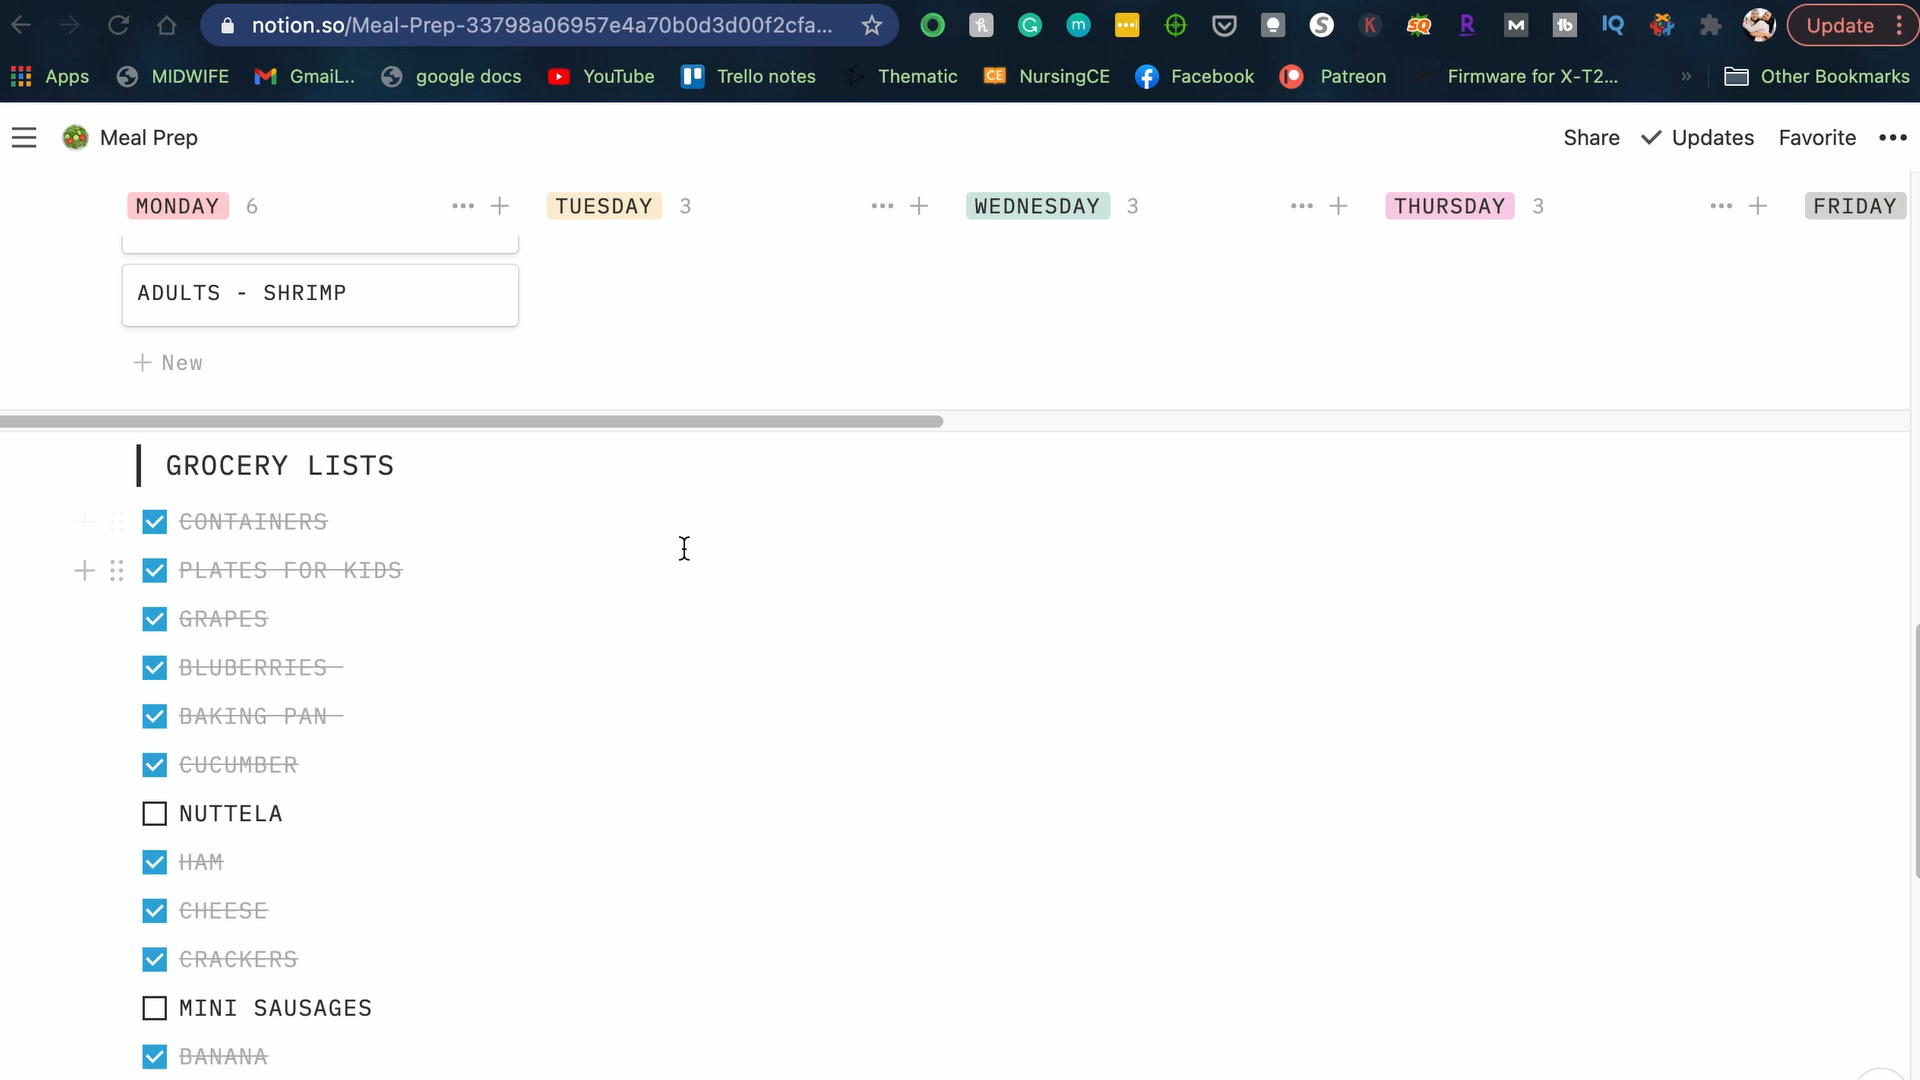 notion.so/Meal-Prep-33798a06957e4a70b0d3d00f2cfa...
Update
Apps MIDWIFE GmaiL.. google docs YouTube Trello notes Thematic CE NursingCE Facebook Patreon Firmware for X-T2... » Other Bookmarks
Meal Prep Share Updates Favorite
MONDAY 6 TUESDAY 3 WEDNESDAY 3 THURSDAY 3 FRIDAY
ADULTS - SHRIMP
+ New
GROCERY LISTS
CONTAINERS
PLATES FOR KIDS
GRAPES
BLUBERRIES
BAKING PAN
CUCUMBER
NUTTELA
HAM
CHEESE
CRACKERS
MINI SAUSAGES
BANANA